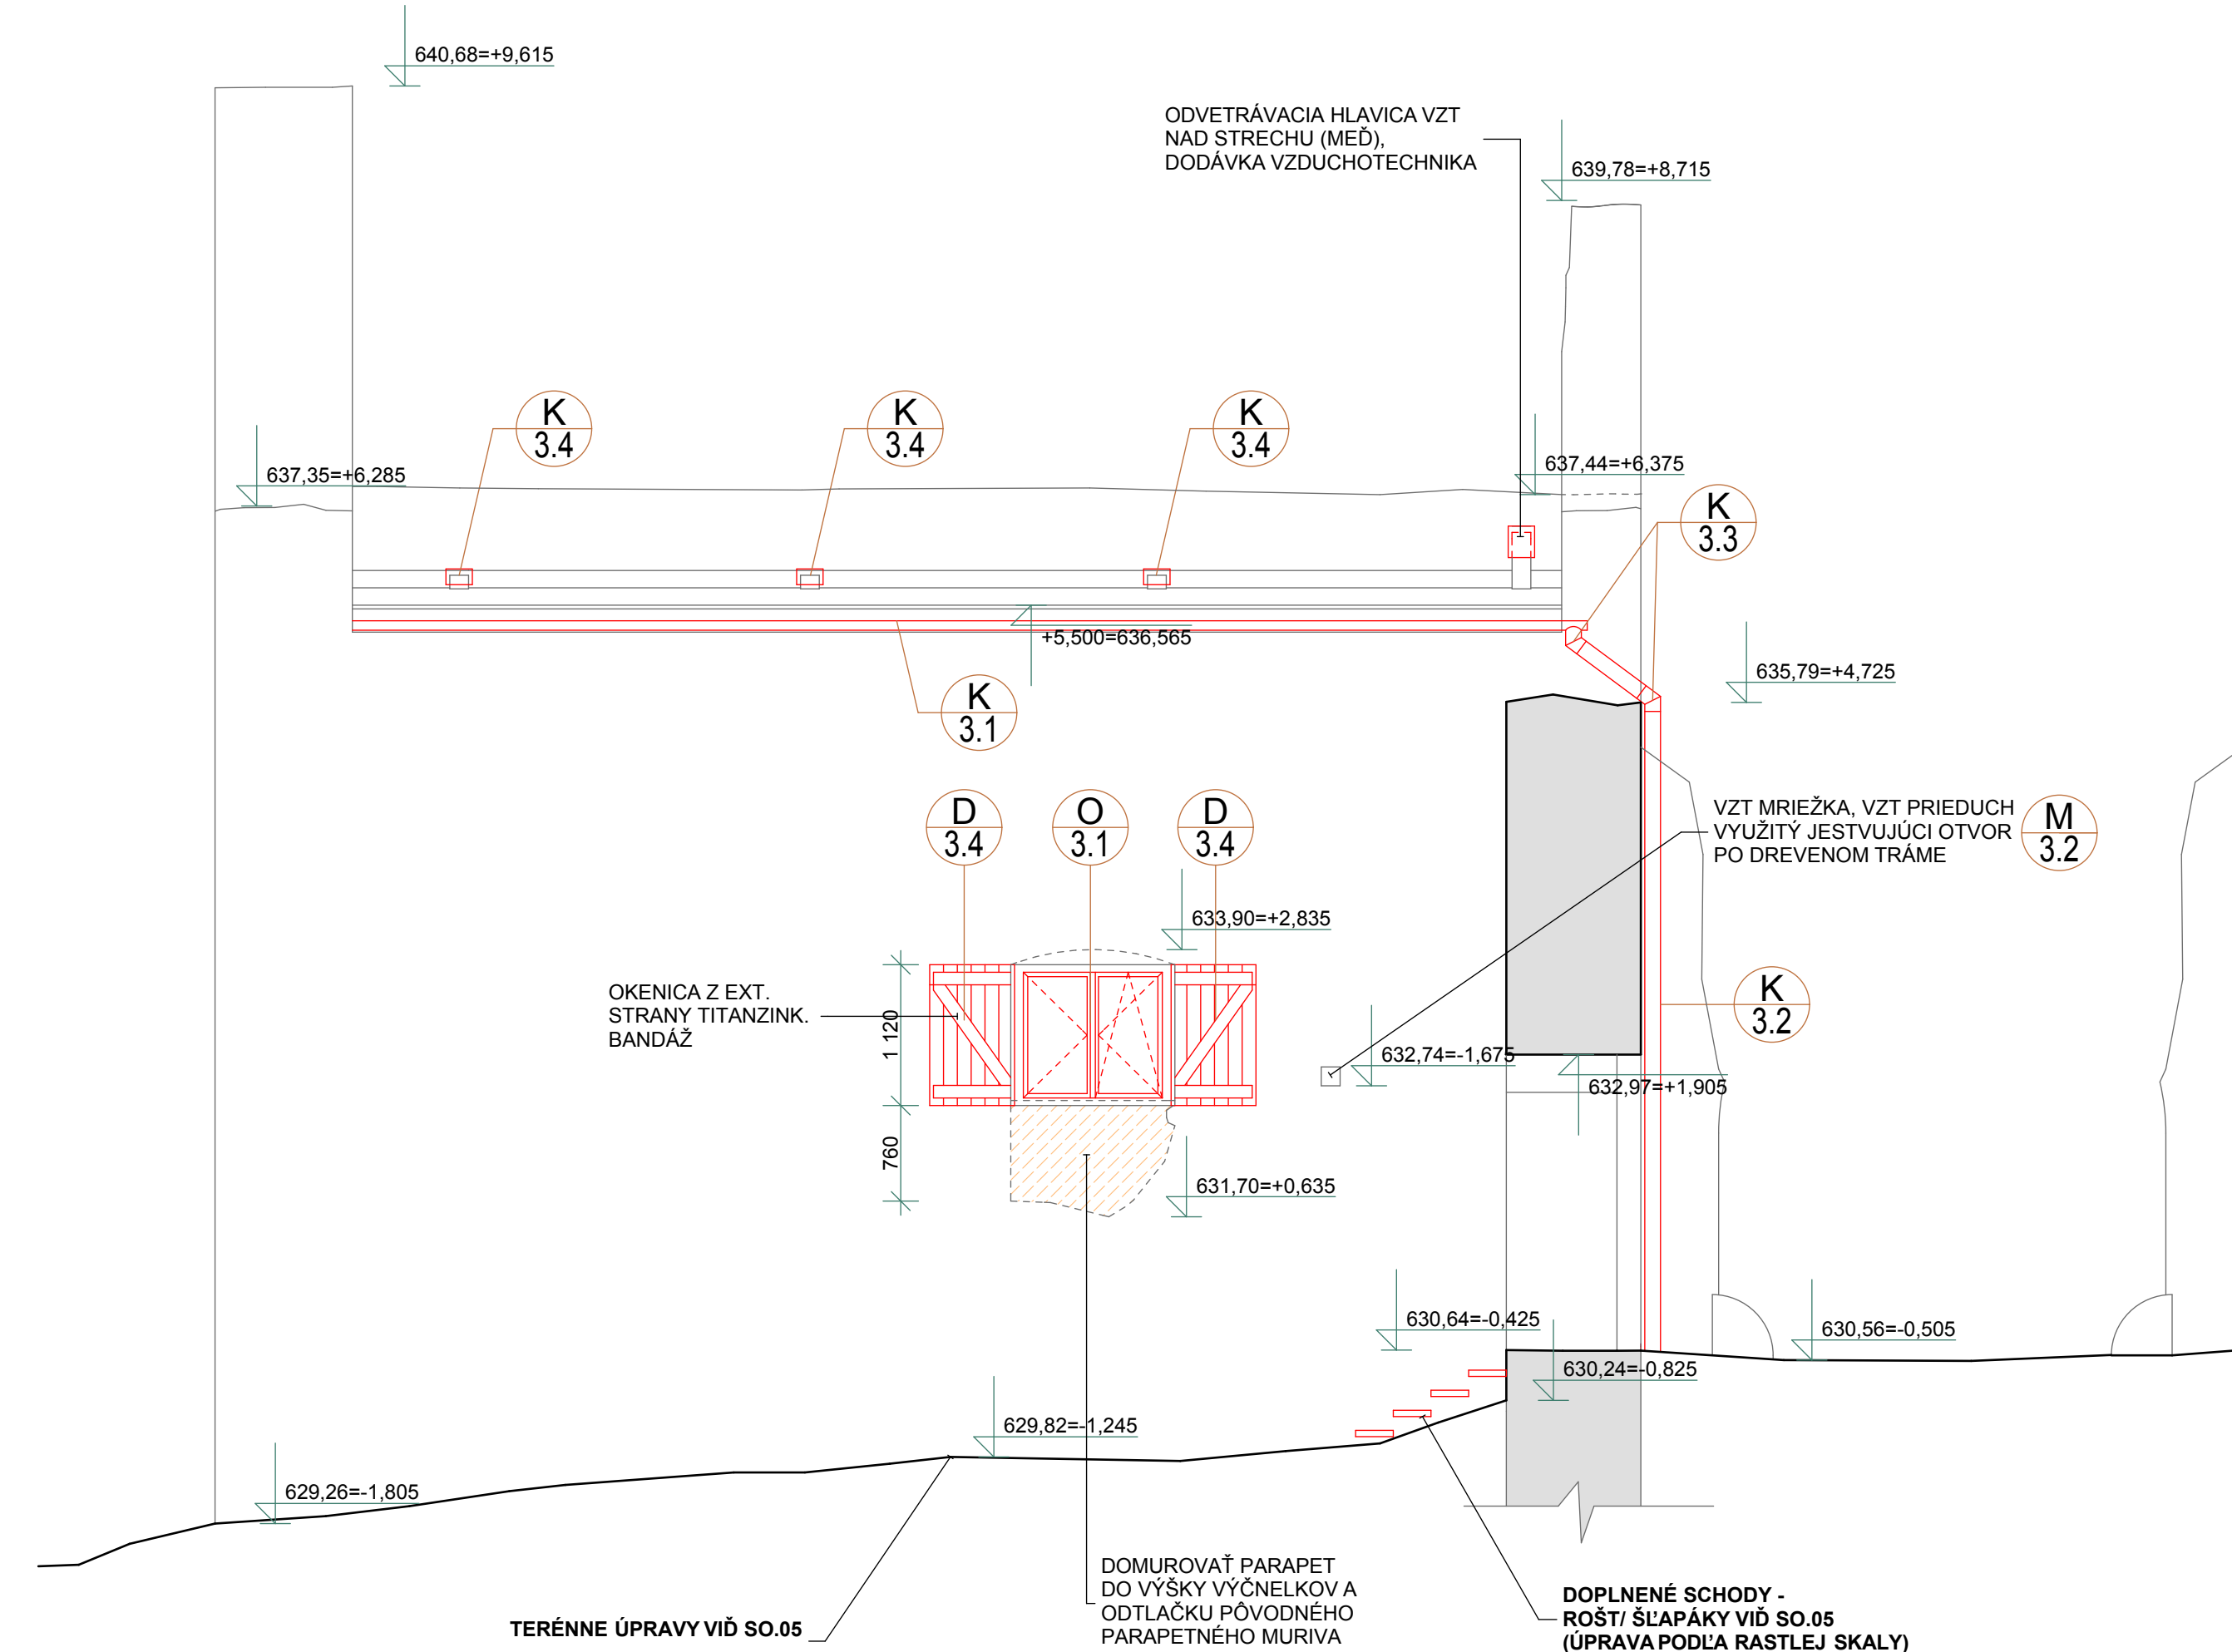 640,68=+9,615
ODVETRÁVACIA HLAVICA VZT
NAD STRECHU (MEĎ),
DODÁVKA VZDUCHOTECHNIKA
639,78=+8,715
K
3.4
K
3.4
K
3.4
637,35=+6,285
637,44=+6,375
K
3.3
+5,500=636,565
635,79=+4,725
K
3.1
D
3.4
O
3.1
D
3.4
VZT MRIEŽKA, VZT PRIEDUCH
VYUŽITÝ JESTVUJÚCI OTVOR
PO DREVENOM TRÁME
M
3.2
633,90=+2,835
OKENICA Z EXT.
STRANY TITANZINK.
BANDÁŽ
1 120
K
3.2
632,74=-1,675
632,97=+1,905
760
631,70=+0,635
630,64=-0,425
630,56=-0,505
630,24=-0,825
629,82=-1,245
629,26=-1,805
TERÉNNE ÚPRAVY VIĎ SO.05
DOMUROVAŤ PARAPET
DO VÝŠKY VÝČNELKOV A
ODTLAČKU PÔVODNÉHO
PARAPETNÉHO MURIVA
DOPLNENÉ SCHODY -
ROŠT/ ŠĽAPÁKY VIĎ SO.05
(ÚPRAVA PODĽA RASTLEJ SKALY)